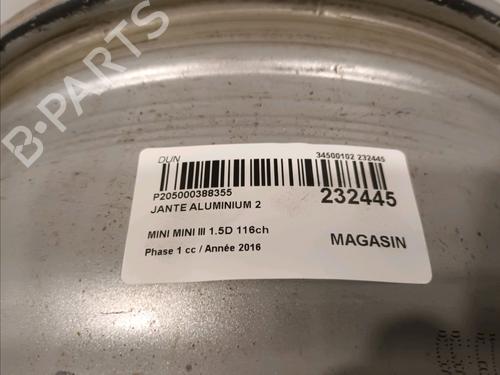 B-PARTS
DUN
34500102 232445
P205000388355
232445
JANTE ALUMINIUM 2
MINI MINI III 1.5D 116ch
MAGASIN
Phase 1 cc / Année 2016